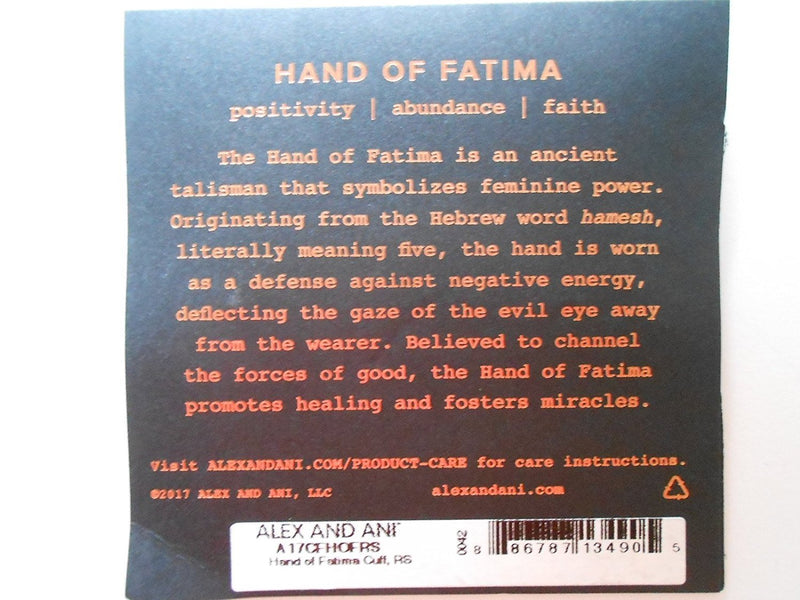 HAND OF FATIMA
positivity | abundance | faith
The Hand of Fatima is an ancient
talisman that symbolizes feminine power.
Originating from the Hebrew word hamesh,
literally meaning five, the hand is worn
as a defense against negative energy,
deflecting the gaze of the evil eye away
from the wearer. Believed to channel
the forces of good, the Hand of Fatima
promotes healing and fosters miracles.
Visit ALEXANDANI.COM/PRODUCT-CARE for care instructions.
©2017 ALEX AND ANI, LLC alexandani.com
ALEX AND ANI
A17CFHOFRS
Hand of Fatima Cuff, RS
0042
8 86787 13490 5